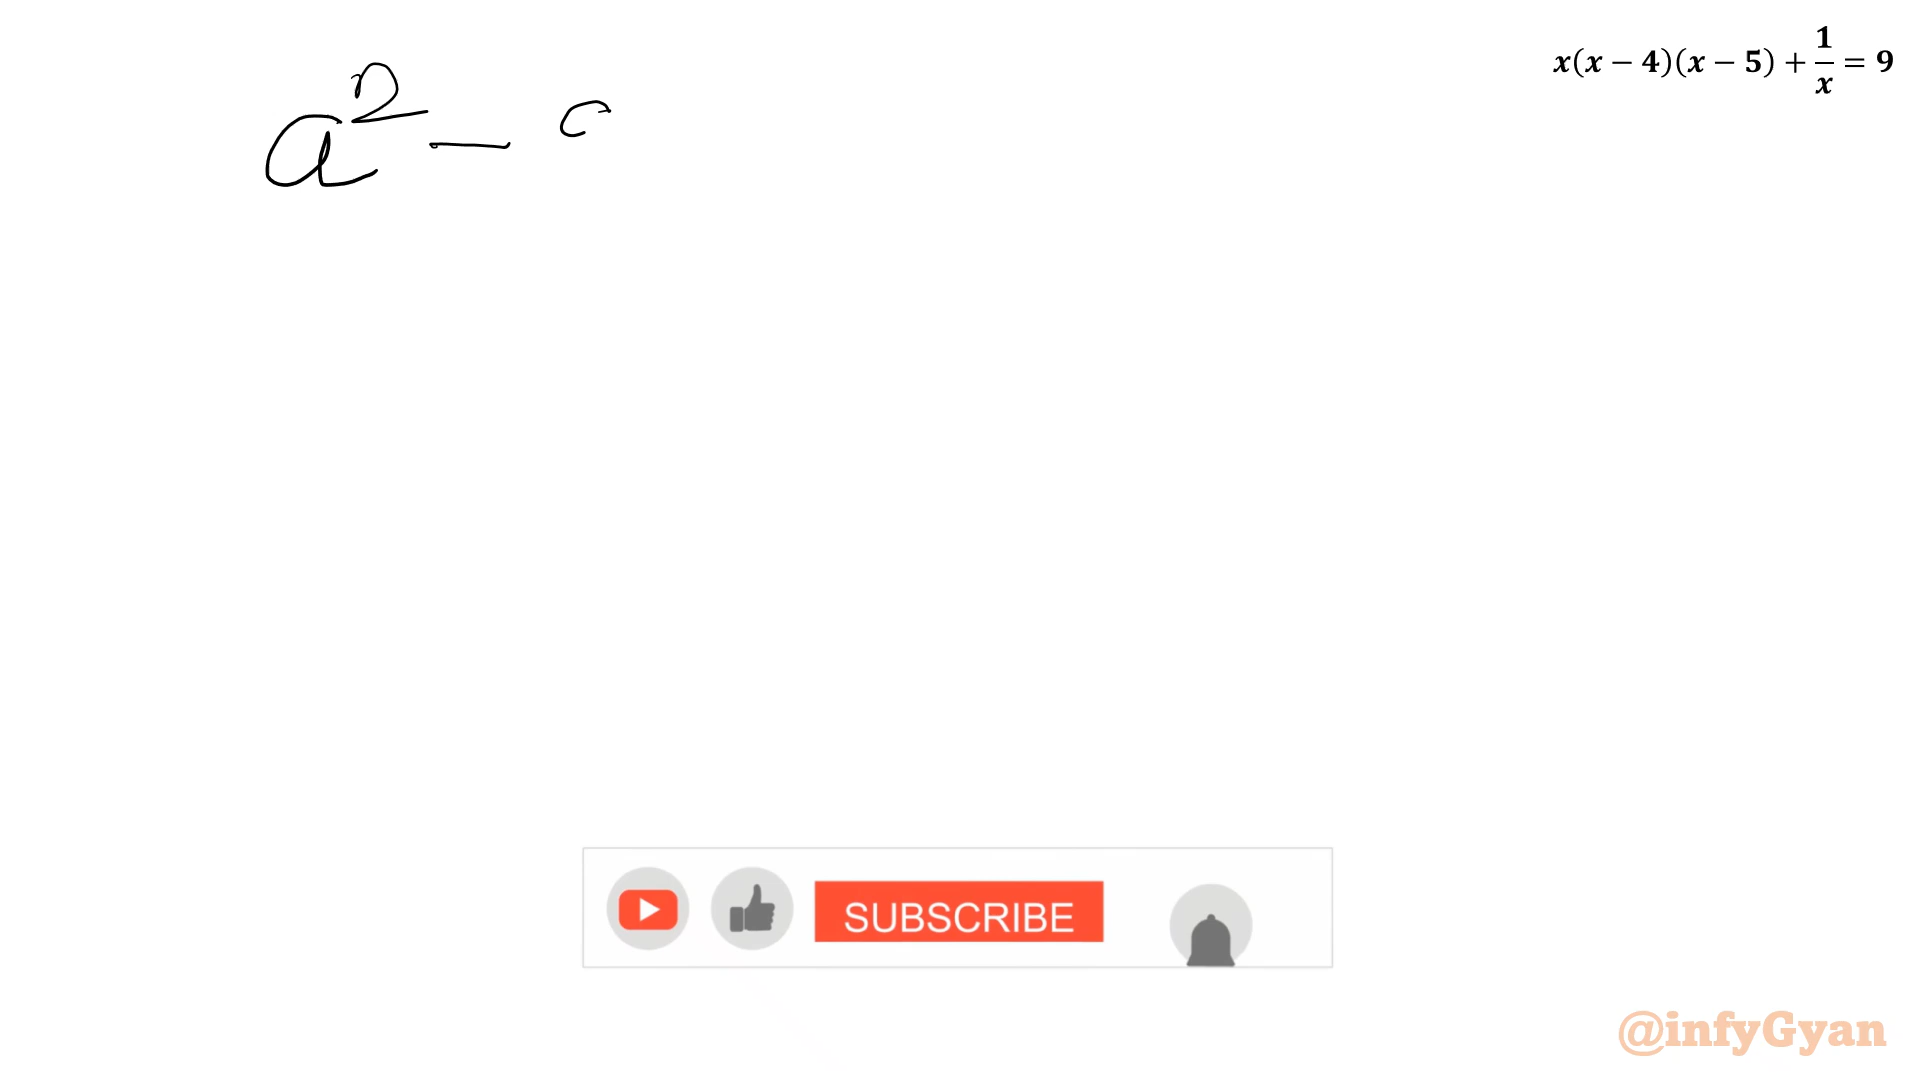 x(x − 4)(x − 5) + 1/x = 9
a² −
SUBSCRIBE
@infyGyan